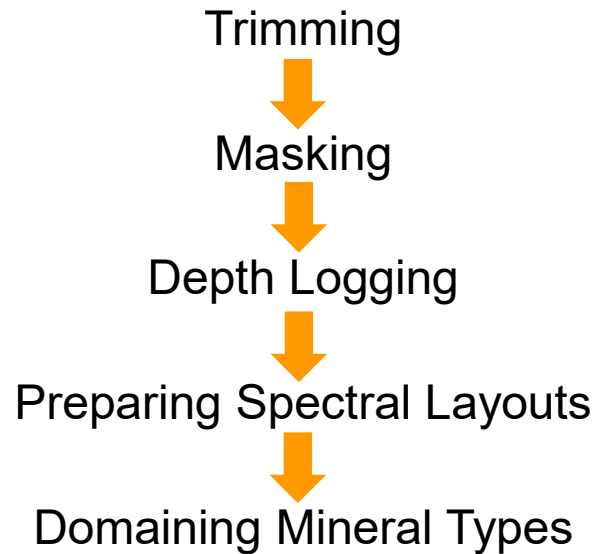 Trimming
Masking
Depth Logging
Preparing Spectral Layouts
Domaining Mineral Types